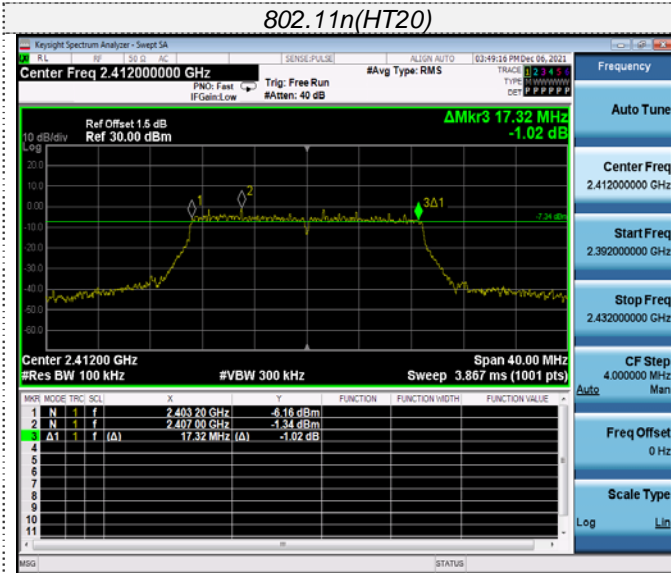 802.11n(HT20)
Keysight Spectrum Analyzer - Swept SA
RL RF 50 Ω AC SENSE:PULSE ALIGN AUTO 03:49:16 PM Dec 06, 2021
Center Freq 2.412000000 GHz #Avg Type: RMS TRACE 1 2 3 4 5 6
PNO: Fast Trig: Free Run TYPE M W W W W W
IFGain:Low #Atten: 40 dB DET P P P P P P
Frequency
Auto Tune
Center Freq
2.412000000 GHz
Start Freq
2.392000000 GHz
Stop Freq
2.432000000 GHz
CF Step
4.000000 MHz
Auto Man
Freq Offset
0 Hz
Scale Type
Log Lin
ΔMkr3 17.32 MHz
-1.02 dB
Ref Offset 1.5 dB
10 dB/div Ref 30.00 dBm
Log
20.0
10.0
0.00
-10.0
-20.0
-30.0
-40.0
-50.0
-60.0
1
2
3Δ1
-7.34 dBm
Center 2.41200 GHz Span 40.00 MHz
#Res BW 100 kHz #VBW 300 kHz Sweep 3.867 ms (1001 pts)
MKR MODE TRC SCL X Y FUNCTION FUNCTION WIDTH FUNCTION VALUE
1 N 1 f 2.403 20 GHz -6.16 dBm
2 N 1 f 2.407 00 GHz -1.34 dBm
3 Δ1 1 f (Δ) 17.32 MHz (Δ) -1.02 dB
4
5
6
7
8
9
10
11
MSG STATUS